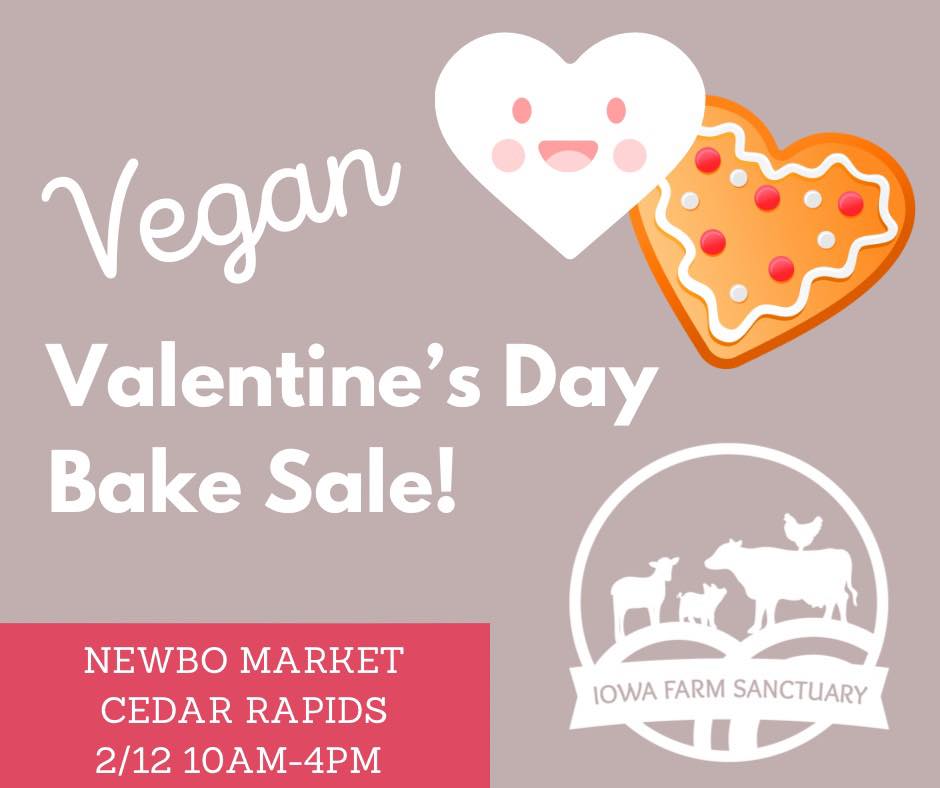 Vegan
Valentine's Day
Bake Sale!
NEWBO MARKET
CEDAR RAPIDS
2/12 10AM-4PM
IOWA FARM SANCTUARY